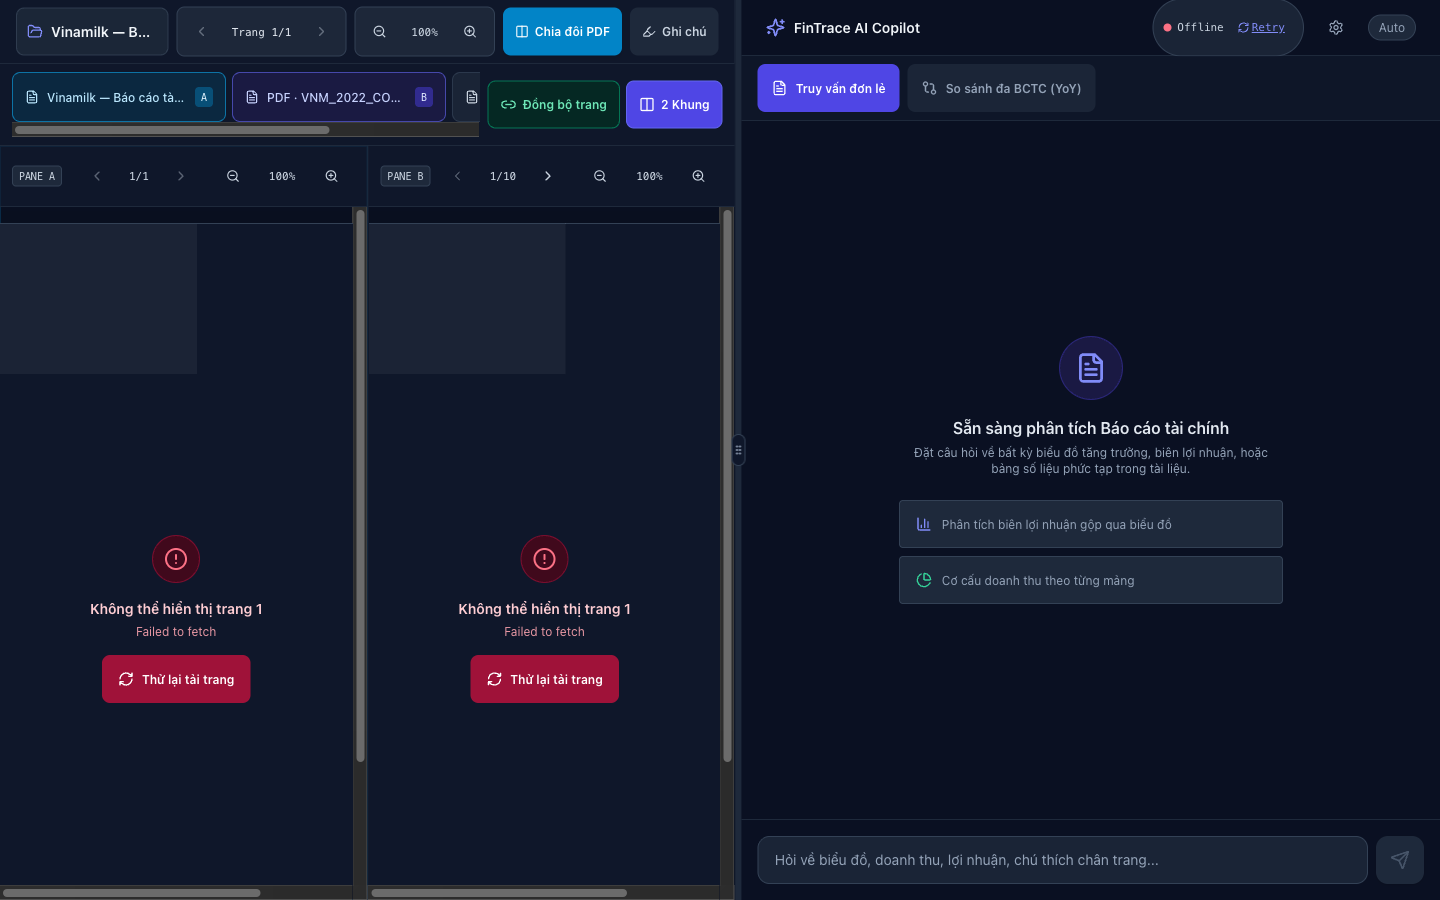 Vinamilk — B...
Trang 1/1
100%
Chia đôi PDF
Ghi chú
Vinamilk — Báo cáo tà...
A
PDF · VNM_2022_CO...
B
Đồng bộ trang
2 Khung
PANE A
1/1
100%
PANE B
1/10
100%
Không thể hiển thị trang 1
Failed to fetch
Thử lại tải trang
Không thể hiển thị trang 1
Failed to fetch
Thử lại tải trang
FinTrace AI Copilot
Offline
Retry
Auto
Truy vấn đơn lẻ
So sánh đa BCTC (YoY)
Sẵn sàng phân tích Báo cáo tài chính
Đặt câu hỏi về bất kỳ biểu đồ tăng trưởng, biên lợi nhuận, hoặc
bảng số liệu phức tạp trong tài liệu.
Phân tích biên lợi nhuận gộp qua biểu đồ
Cơ cấu doanh thu theo từng mảng
Hỏi về biểu đồ, doanh thu, lợi nhuận, chú thích chân trang...